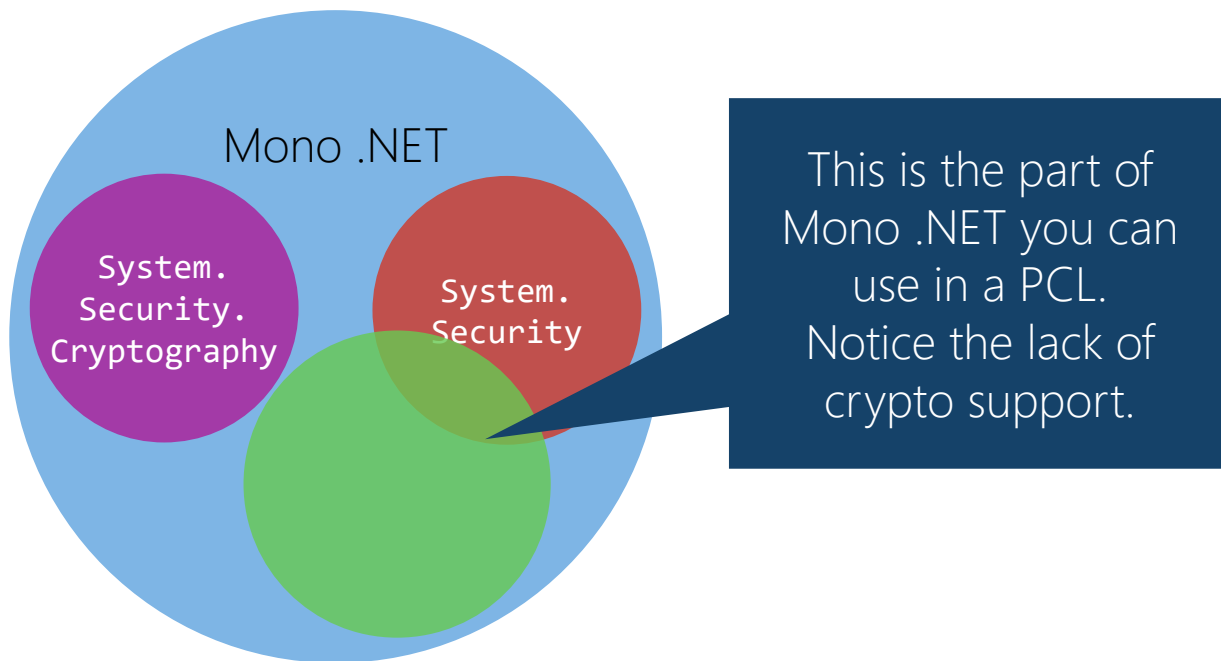 Mono .NET
System.
Security.
Cryptography
System.
Security
This is the part of
Mono .NET you can
use in a PCL.
Notice the lack of
crypto support.